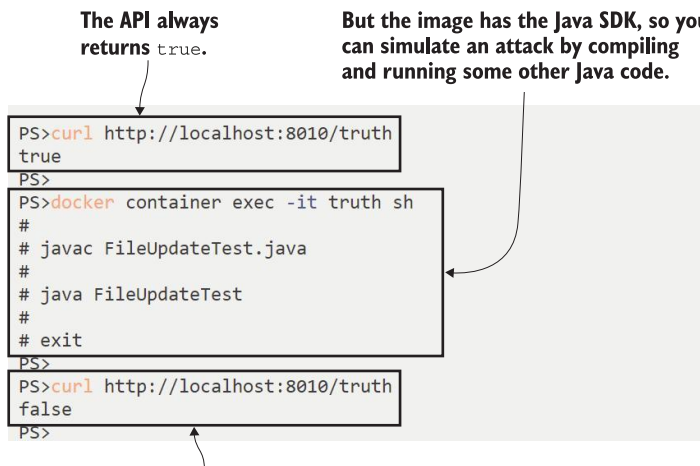 The API always
returns true.
But the image has the Java SDK, so you
can simulate an attack by compiling
and running some other Java code.
PS>curl http://localhost:8010/truth
true
PS>
PS>docker container exec -it truth sh
#
# javac FileUpdateTest.java
#
# java FileUpdateTest
#
# exit
PS>
PS>curl http://localhost:8010/truth
false
PS>